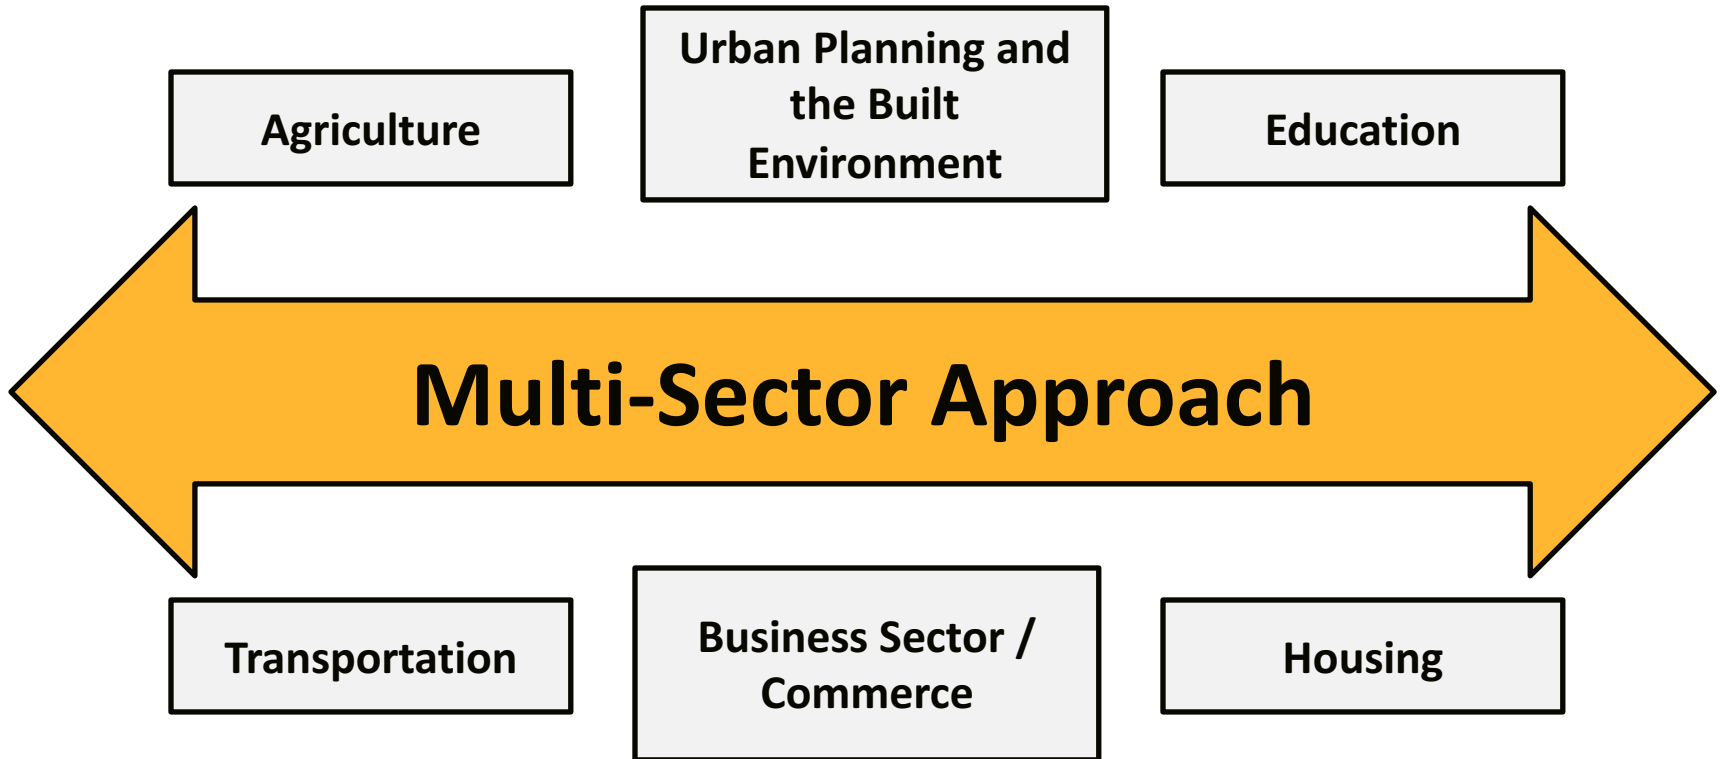 Agriculture
Urban Planning and
the Built
Environment
Education
Multi-Sector Approach
Transportation
Business Sector /
Commerce
Housing